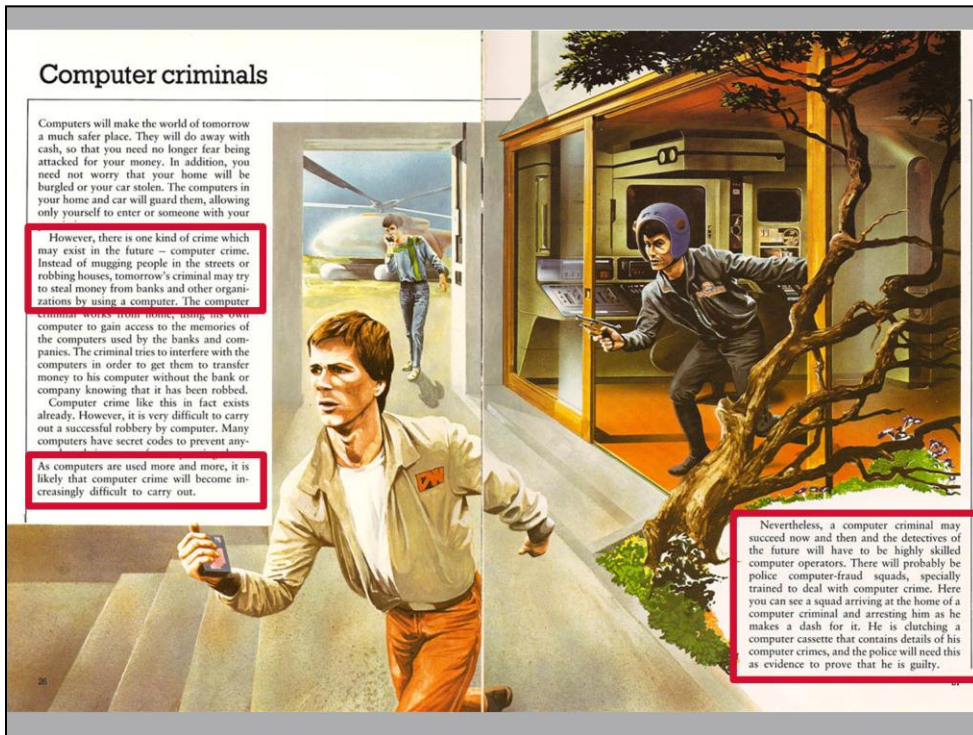 Computer criminals
Computers will make the world of tomorrow
a much safer place. They will do away with
cash, so that you need no longer fear being
attacked for your money. In addition, you
need not worry that your home will be
burgled or your car stolen. The computers in
your home and car will guard them, allowing
only yourself to enter or someone with your
However, there is one kind of crime which
may exist in the future – computer crime.
Instead of mugging people in the streets or
robbing houses, tomorrow's criminal may try
to steal money from banks and other organi-
zations by using a computer. The computer
criminal works from home, using his own
computer to gain access to the memories of
the computers used by the banks and com-
panies. The criminal tries to interfere with the
computers in order to get them to transfer
money to his computer without the bank or
company knowing that it has been robbed.
Computer crime like this in fact exists
already. However, it is very difficult to carry
out a successful robbery by computer. Many
computers have secret codes to prevent any-
As computers are used more and more, it is
likely that computer crime will become in-
creasingly difficult to carry out.
DW
26
Nevertheless, a computer criminal may
succeed now and then and the detectives of
the future will have to be highly skilled
computer operators. There will probably be
police computer-fraud squads, specially
trained to deal with computer crime. Here
you can see a squad arriving at the home of a
computer criminal and arresting him as he
makes a dash for it. He is clutching a
computer cassette that contains details of his
computer crimes, and the police will need this
as evidence to prove that he is guilty.